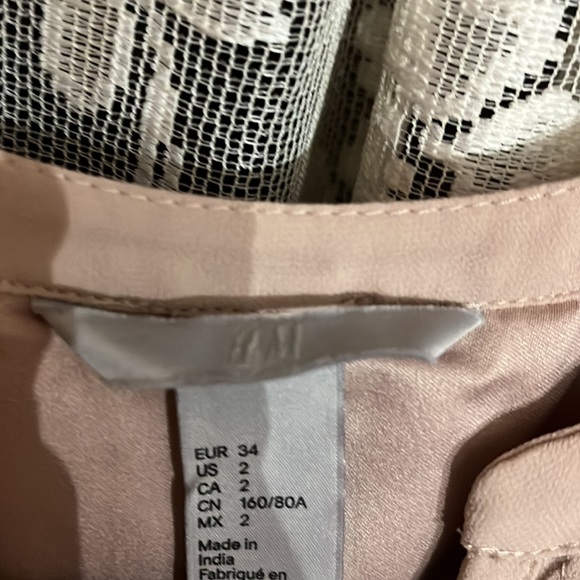 H&M
EUR 34
US 2
CA 2
CN 160/80A
MX 2
Made in
India
Fabriqué en